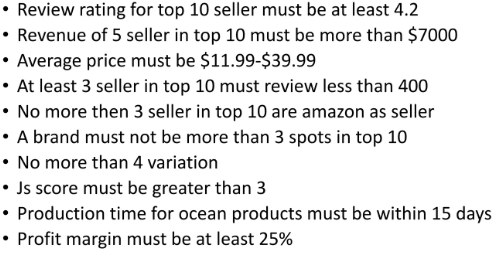 • Review rating for top 10 seller must be at least 4.2
• Revenue of 5 seller in top 10 must be more than $7000
• Average price must be $11.99-$39.99
• At least 3 seller in top 10 must review less than 400
• No more then 3 seller in top 10 are amazon as seller
• A brand must not be more than 3 spots in top 10
• No more than 4 variation
• Js score must be greater than 3
• Production time for ocean products must be within 15 days
• Profit margin must be at least 25%